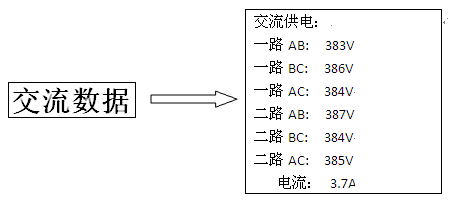 交流数据
交流供电：
一路 AB: 383V
一路 BC: 386V
一路 AC: 384V
二路 AB: 387V
二路 BC: 384V
二路 AC: 385V
电流： 3.7A